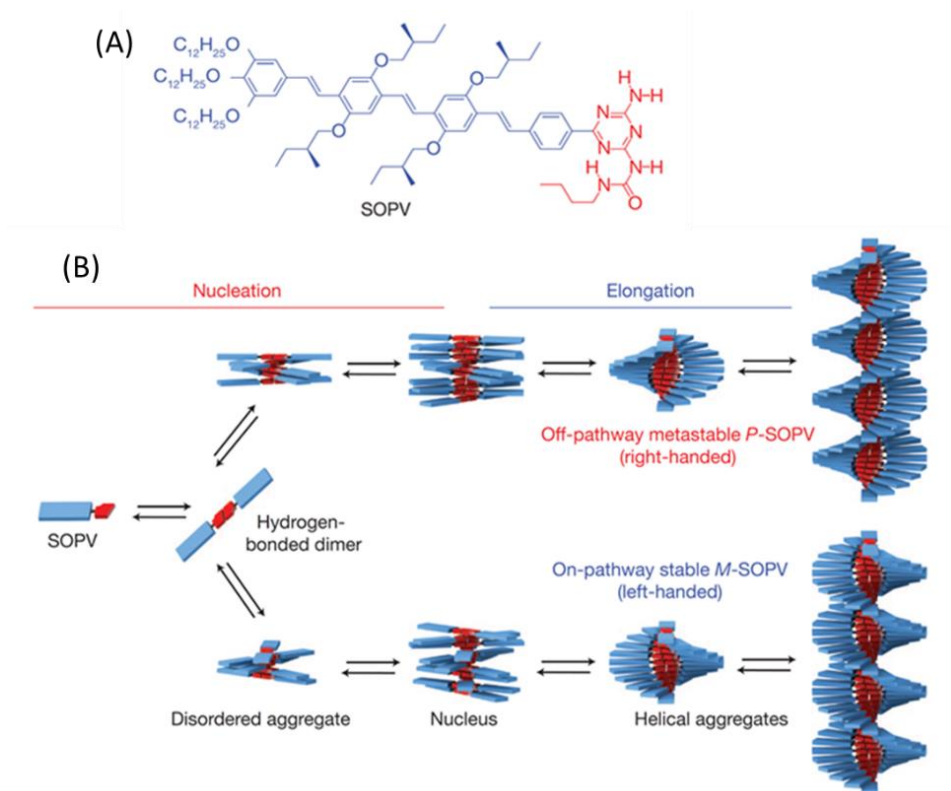 (A)
C12H25O
C12H25O
C12H25O
O
O
O
O
N
N
N
H
N-H
N-H
H
N
O
SOPV
(B)
Nucleation
Elongation
Off-pathway metastable P-SOPV
(right-handed)
SOPV
Hydrogen-
bonded dimer
On-pathway stable M-SOPV
(left-handed)
Disordered aggregate
Nucleus
Helical aggregates